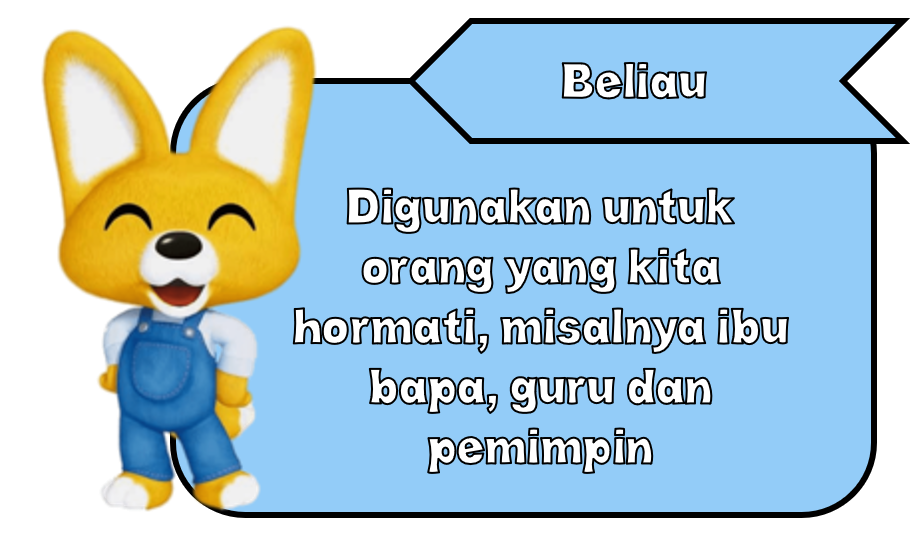 Beliau
Digunakan untuk
orang yang kita
hormati, misalnya ibu
bapa, guru dan
pemimpin